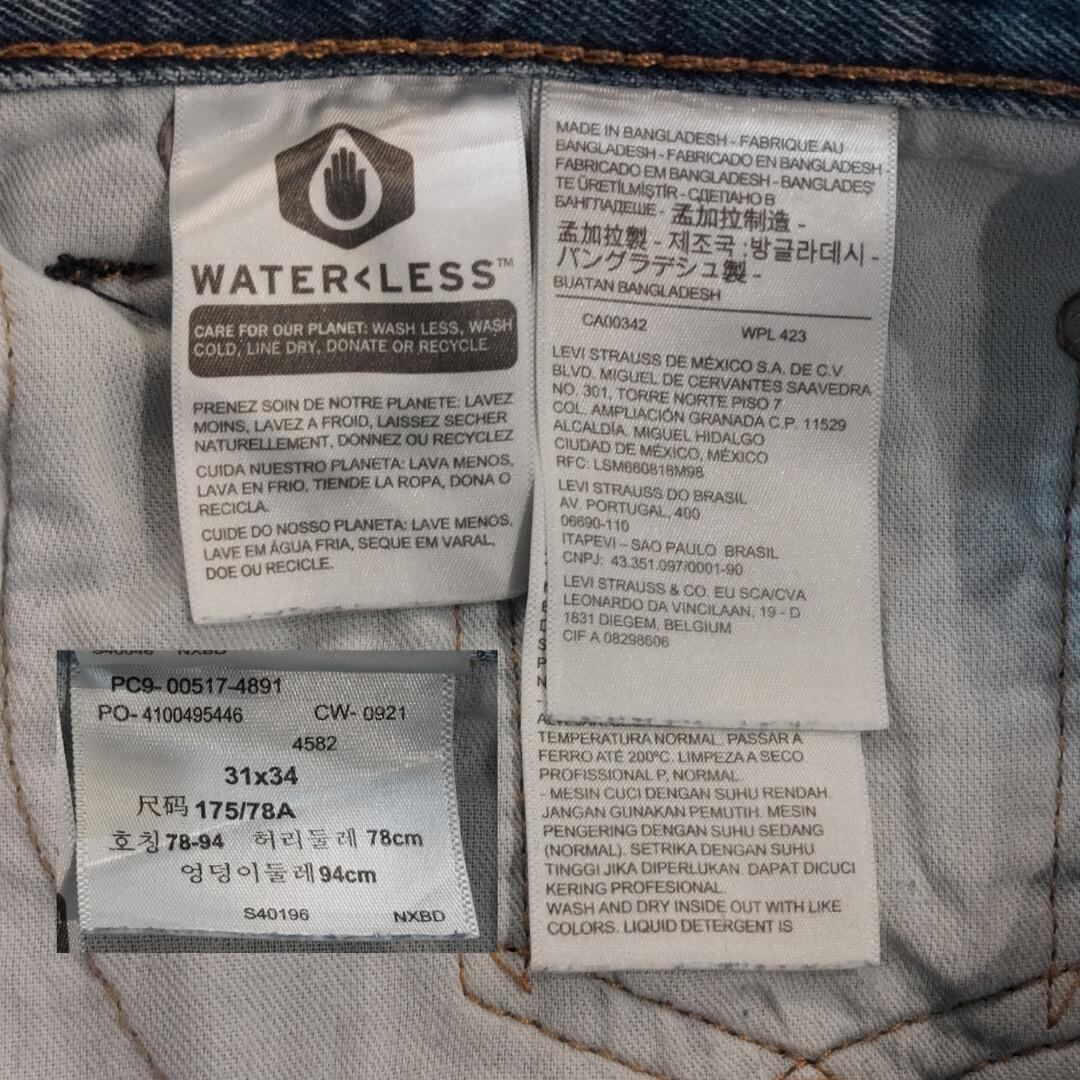 WATER<LESS™
CARE FOR OUR PLANET: WASH LESS, WASH
COLD, LINE DRY, DONATE OR RECYCLE
PRENEZ SOIN DE NOTRE PLANETE: LAVEZ
MOINS, LAVEZ A FROID, LAISSEZ SECHER
NATURELLEMENT, DONNEZ OU RECYCLEZ
CUIDA NUESTRO PLANETA: LAVA MENOS,
LAVA EN FRIO, TIENDE LA ROPA, DONA O
RECICLA.
CUIDE DO NOSSO PLANETA: LAVE MENOS,
LAVE EM ÁGUA FRIA, SEQUE EM VARAL,
DOE OU RECICLE.
MADE IN BANGLADESH - FABRIQUE AU
BANGLADESH - FABRICADO EN BANGLADESH
FABRICADO EM BANGLADESH - BANGLADES'
TE ÜRETİLMİŞTİR - СДЕЛАНО В
БАНГЛАДЕШЕ - 孟加拉制造 -
孟加拉製 - 제조국 :방글라데시 -
バングラデシュ製 -
BUATAN BANGLADESH
CA00342 WPL 423
LEVI STRAUSS DE MÉXICO S.A. DE C.V.
BLVD. MIGUEL DE CERVANTES SAAVEDRA
NO. 301, TORRE NORTE PISO 7
COL. AMPLIACIÓN GRANADA C.P. 11529
ALCALDÍA. MIGUEL HIDALGO
CIUDAD DE MÉXICO, MÉXICO
RFC: LSM660818M98
LEVI STRAUSS DO BRASIL
AV. PORTUGAL, 400
06690-110
ITAPEVI – SAO PAULO BRASIL
CNPJ: 43.351.097/0001-90
LEVI STRAUSS & CO. EU SCA/CVA
LEONARDO DA VINCILAAN, 19 - D
1831 DIEGEM, BELGIUM
CIF A 08298606
TEMPERATURA NORMAL. PASSAR A
FERRO ATÉ 200ºC. LIMPEZA A SECO
PROFISSIONAL P, NORMAL.
- MESIN CUCI DENGAN SUHU RENDAH.
JANGAN GUNAKAN PEMUTIH. MESIN
PENGERING DENGAN SUHU SEDANG
(NORMAL). SETRIKA DENGAN SUHU
TINGGI JIKA DIPERLUKAN. DAPAT DICUCI
KERING PROFESIONAL.
WASH AND DRY INSIDE OUT WITH LIKE
COLORS. LIQUID DETERGENT IS
PC9- 00517-4891
PO- 4100495446 CW- 0921
4582
31x34
尺码 175/78A
호칭 78-94 허리둘레 78cm
엉덩이둘레 94cm
S40196 NXBD